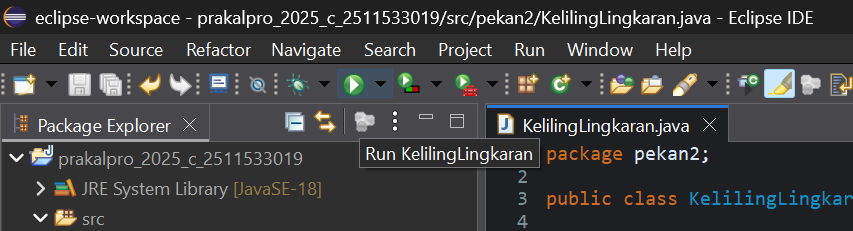 eclipse-workspace - prakalpro_2025_c_2511533019/src/pekan2/KelilingLingkaran.java - Eclipse IDE
File Edit Source Refactor Navigate Search Project Run Window Help
Package Explorer
KelilingLingkaran.java
Run KelilingLingkaran
package pekan2;
prakalpro_2025_c_2511533019
2
JRE System Library [JavaSE-18]
3 public class KelilingLingkar
src
4